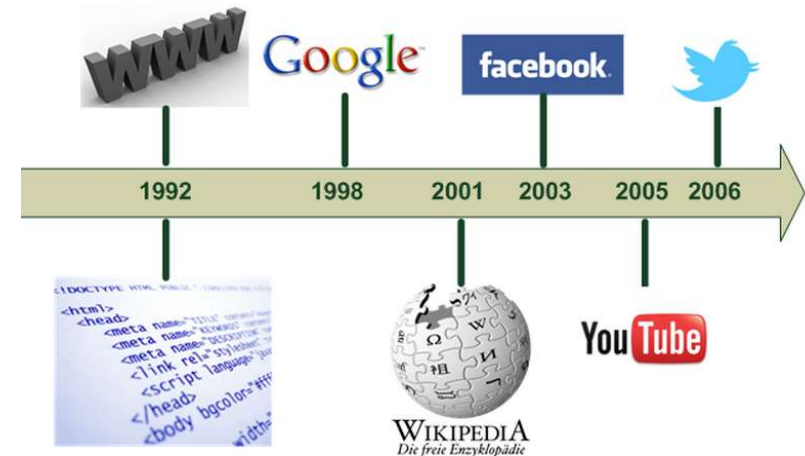 WWW
Google
facebook
1992 1998 2001 2003 2005 2006
<!DOCTYPE HTML PUBLIC
<html>
<head>
<meta name="TITLE"
<meta name="KEYWORDS"
<meta name="DESCRIPTION"
<link rel="stylesheet"
<script language="java
</head>
<body bgcolor="#fff
width=
Ω W
И
WIKIPEDIA
Die freie Enzyklopädie
You Tube